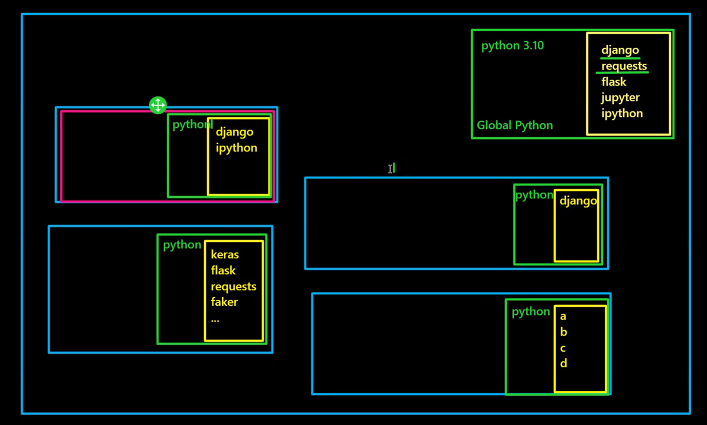 python 3.10
django
requests
flask
jupyter
ipython
Global Python
python
django
ipython
python
django
python
keras
flask
requests
faker
...
python
a
b
c
d